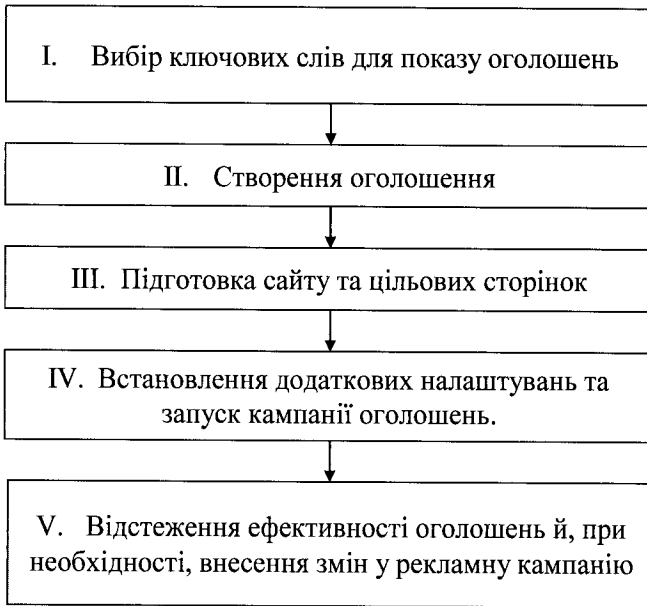 I. Вибір ключових слів для показу оголошень
II. Створення оголошення
III. Підготовка сайту та цільових сторінок
IV. Встановлення додаткових налаштувань та
запуск кампанії оголошень.
V. Відстеження ефективності оголошень й, при
необхідності, внесення змін у рекламну кампанію